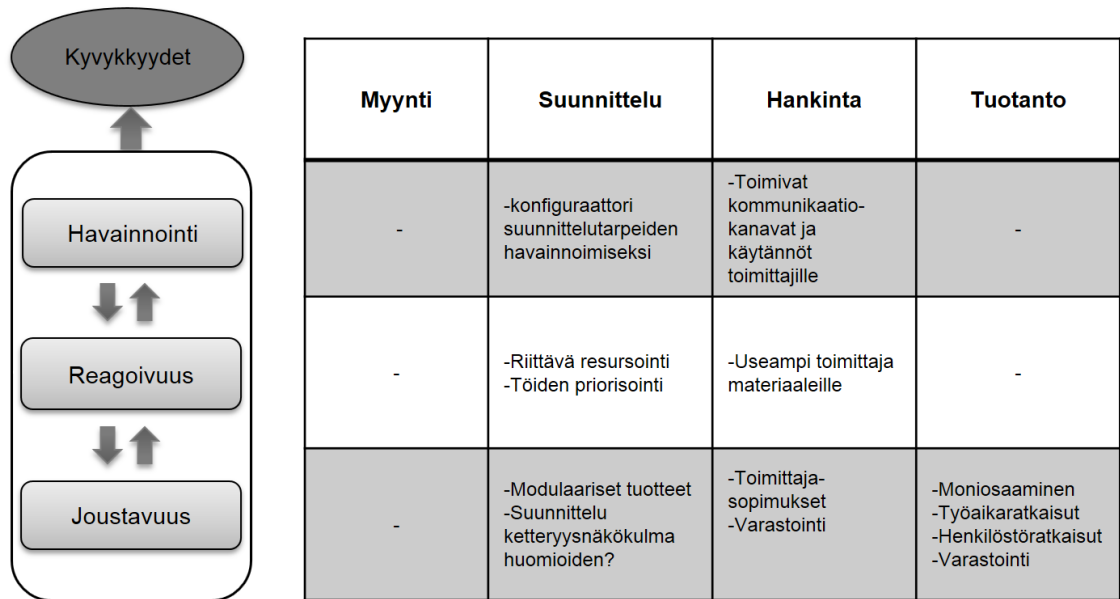 Kyvykkyydet
Havainnointi
Reagoivuus
Joustavuus
Myynti
Suunnittelu
Hankinta
Tuotanto
-
-konfiguraattori
suunnittelutarpeiden
havainnoimiseksi
-Toimivat
kommunikaatio-
kanavat ja
käytännöt
toimittajille
-
-
-Riittävä resursointi
-Töiden priorisointi
-Useampi toimittaja
materiaaleille
-
-
-Modulaariset tuotteet
-Suunnittelu
ketteryysnäkökulma
huomioiden?
-Toimittaja-
sopimukset
-Varastointi
-Moniosaaminen
-Työaikaratkaisut
-Henkilöstöratkaisut
-Varastointi